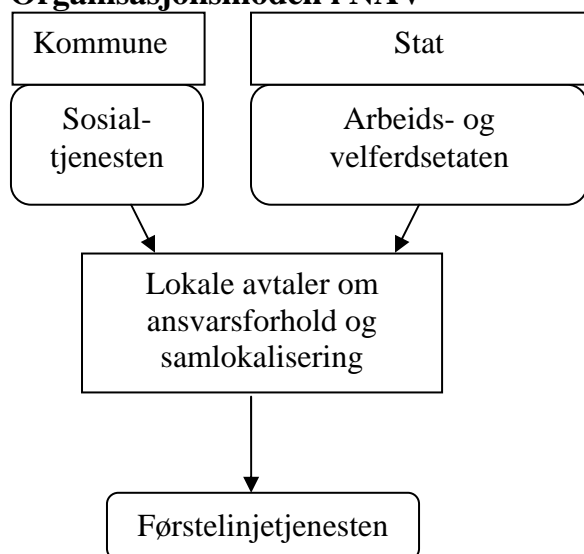 Organisasjonsmodell i NAV
Kommune
Stat
Sosial-
tjenesten
Arbeids- og
velferdsetaten
Lokale avtaler om
ansvarsforhold og
samlokalisering
Førstelinjetjenesten